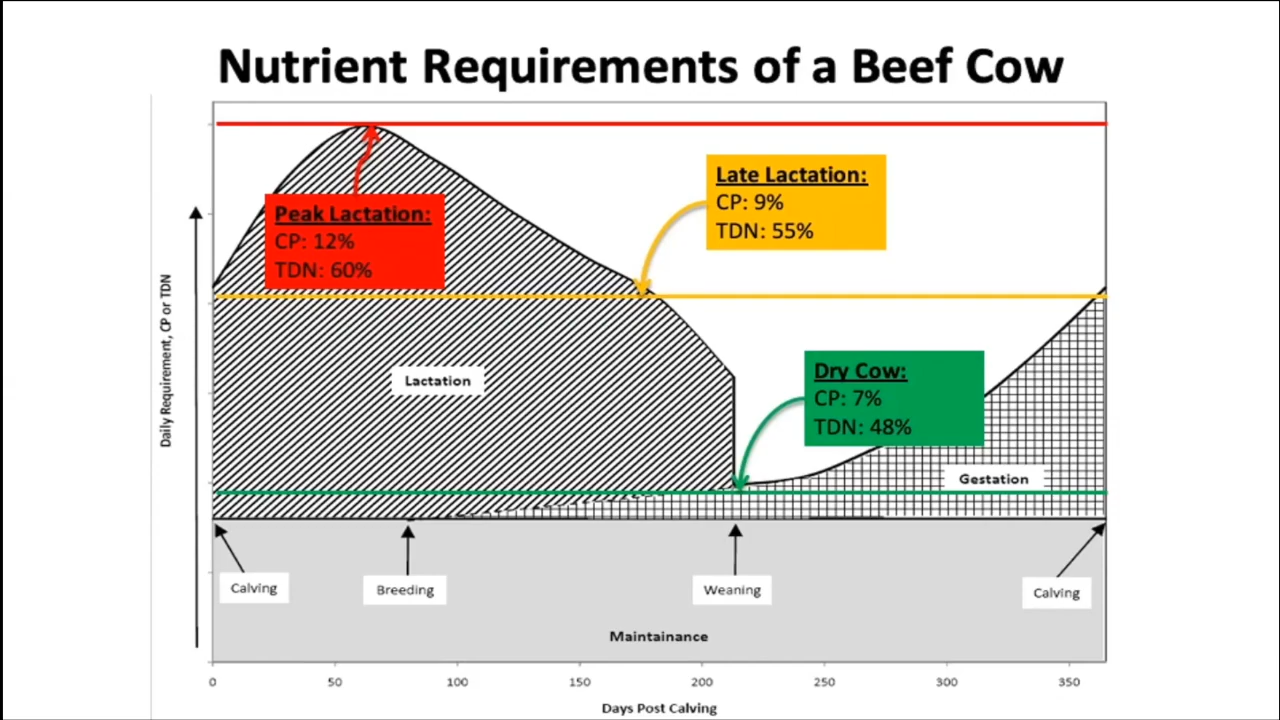 Nutrient Requirements of a Beef Cow
Peak Lactation:
CP: 12%
TDN: 60%
Late Lactation:
CP: 9%
TDN: 55%
Dry Cow:
CP: 7%
TDN: 48%
Daily Requirement, CP or TDN
Lactation
Gestation
Calving
Breeding
Weaning
Calving
Maintainance
0 50 100 150 200 250 300 350
Days Post Calving